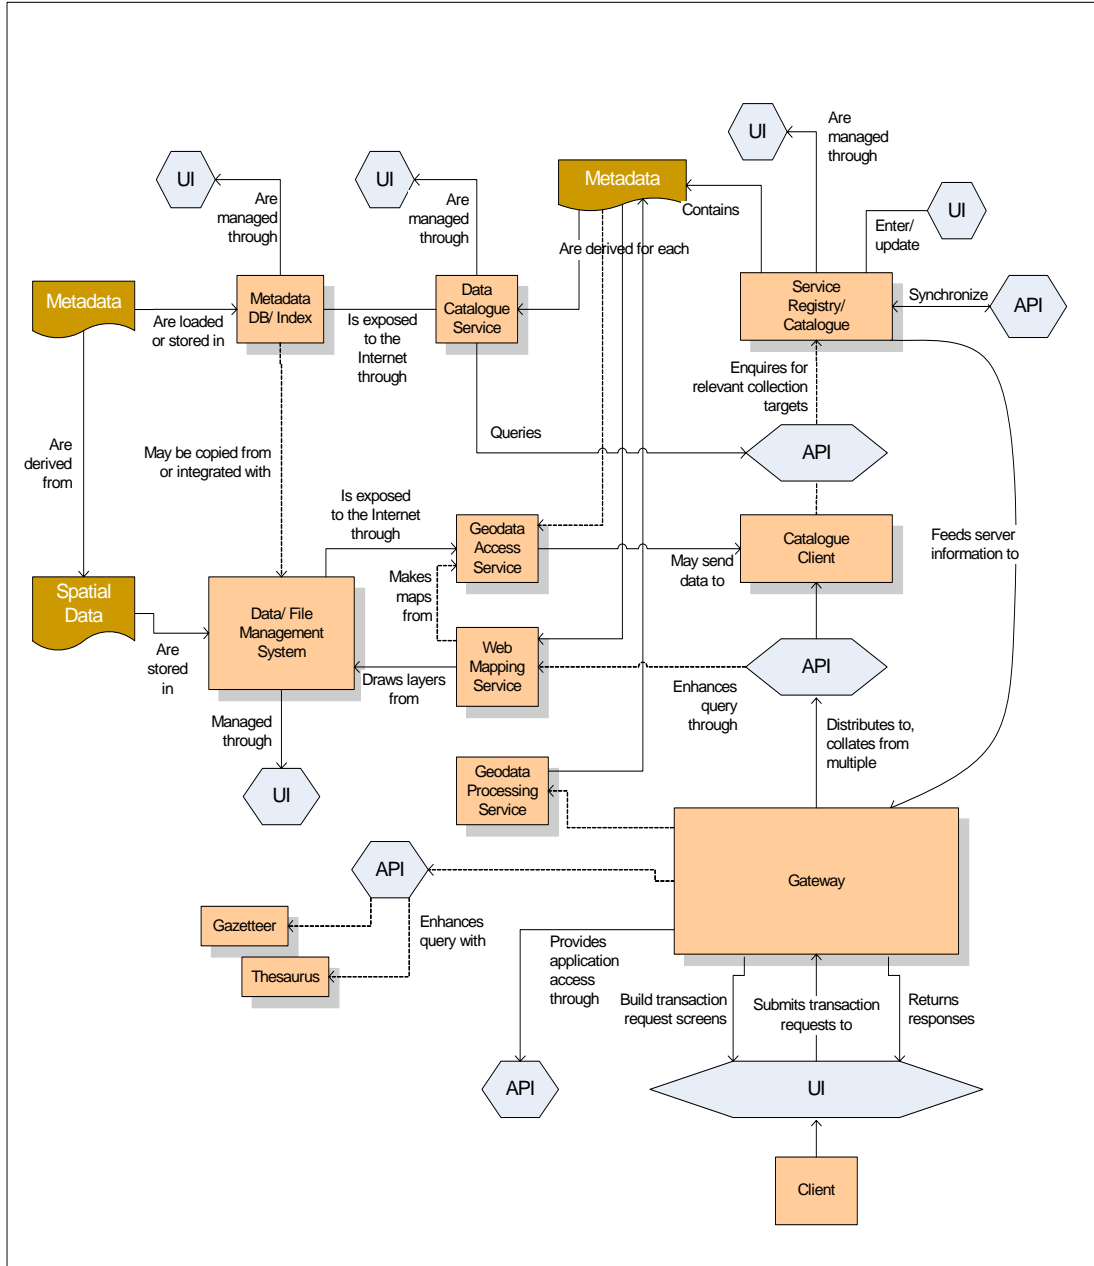 UI
Are
managed
through
UI
Are
managed
through
UI
Are
managed
through
Metadata
Contains
UI
Enter/
update
Are derived for each
Metadata
Are loaded
or stored in
Metadata
DB/ Index
Is exposed
to the
Internet
through
Data
Catalogue
Service
Service
Registry/
Catalogue
Synchronize
API
Enquires for
relevant collection
targets
Are
derived
from
May be copied from
or integrated with
Queries
API
Is exposed
to the Internet
through
Geodata
Access
Service
May send
data to
Catalogue
Client
Feeds server
information to
Makes
maps
from
Spatial
Data
Are
stored
in
Data/ File
Management
System
Draws layers
from
Web
Mapping
Service
Enhances
query
through
API
Managed
through
UI
Distributes to,
collates from
multiple
Geodata
Processing
Service
Gateway
API
Enhances
query with
Gazetteer
Thesaurus
Provides
application
access
through
API
Build transaction
request screens
Submits transaction
requests to
Returns
responses
UI
Client